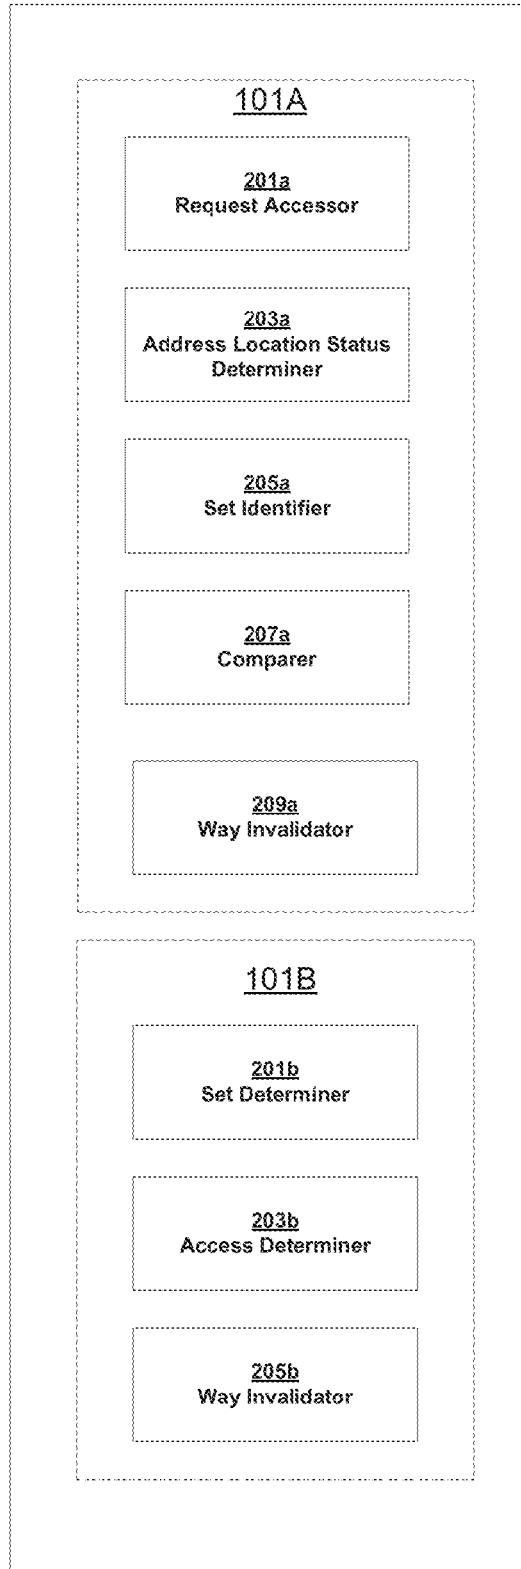 101A
201a
Request Accessor
203a
Address Location Status
Determiner
205a
Set Identifier
207a
Comparer
209a
Way Invalidator
101B
201b
Set Determiner
203b
Access Determiner
205b
Way Invalidator